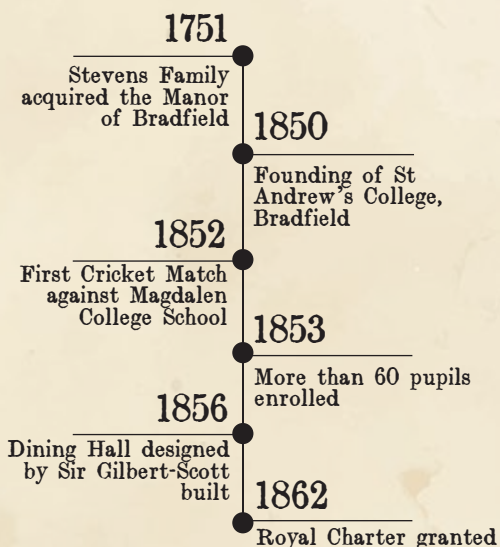 1751
Stevens Family
acquired the Manor
of Bradfield
1850
Founding of St
Andrew's College,
Bradfield
1852
First Cricket Match
against Magdalen
College School
1853
More than 60 pupils
enrolled
1856
Dining Hall designed
by Sir Gilbert-Scott
built
1862
Royal Charter granted